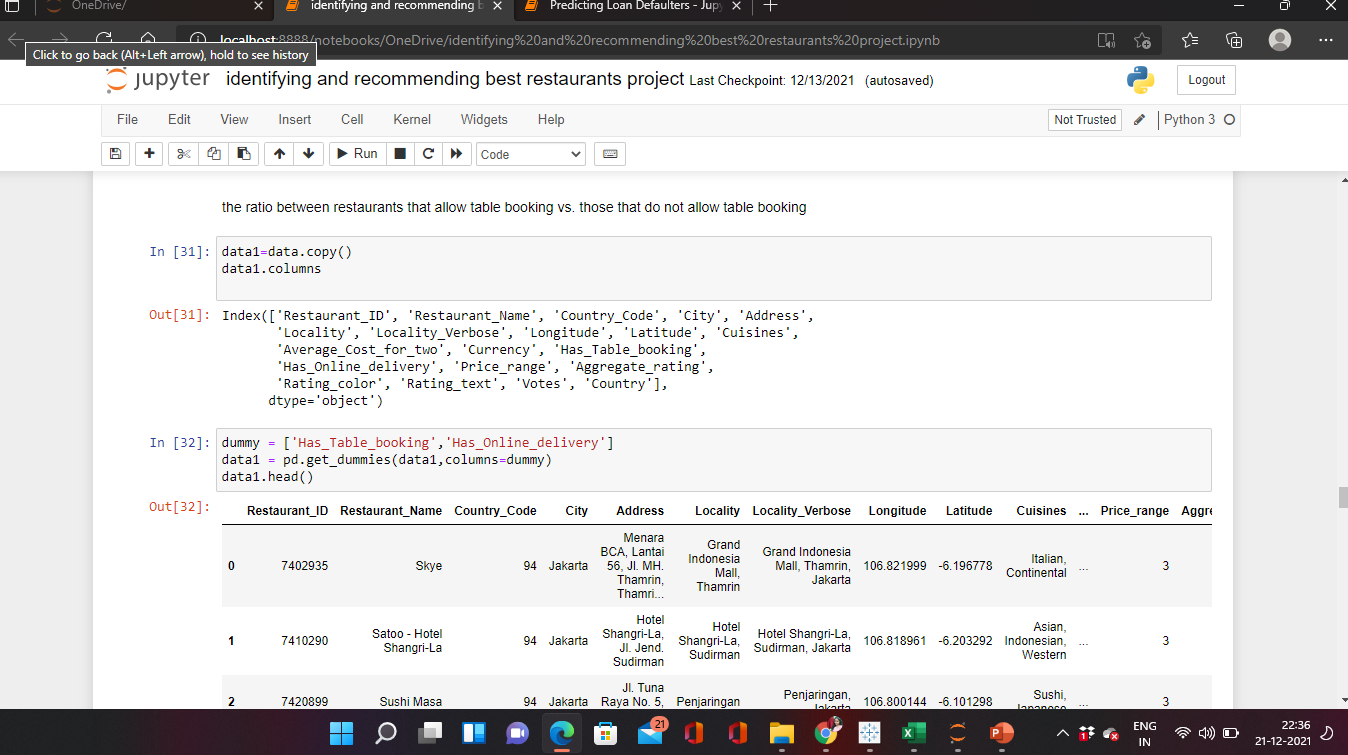 OneDrive/
identifying and recommending b
Predicting Loan Defaulters - Jupy
localhost:8888/notebooks/OneDrive/identifying%20and%20recommending%20best%20restaurants%20project.ipynb
Click to go back (Alt+Left arrow), hold to see history
jupyter identifying and recommending best restaurants project Last Checkpoint: 12/13/2021 (autosaved)
Logout
File Edit View Insert Cell Kernel Widgets Help
Not Trusted Python 3
Run Code
the ratio between restaurants that allow table booking vs. those that do not allow table booking
In [31]: data1=data.copy()
data1.columns
Out[31]: Index(['Restaurant_ID', 'Restaurant_Name', 'Country_Code', 'City', 'Address',
'Locality', 'Locality_Verbose', 'Longitude', 'Latitude', 'Cuisines',
'Average_Cost_for_two', 'Currency', 'Has_Table_booking',
'Has_Online_delivery', 'Price_range', 'Aggregate_rating',
'Rating_color', 'Rating_text', 'Votes', 'Country'],
dtype='object')
In [32]: dummy = ['Has_Table_booking','Has_Online_delivery']
data1 = pd.get_dummies(data1,columns=dummy)
data1.head()
Out[32]:
Restaurant_ID Restaurant_Name Country_Code City Address Locality Locality_Verbose Longitude Latitude Cuisines ... Price_range Aggre
0 7402935 Skye 94 Jakarta Menara BCA, Lantai 56, Jl. MH. Thamrin, Thamri... Grand Indonesia Mall, Thamrin Grand Indonesia Mall, Thamrin, Jakarta 106.821999 -6.196778 Italian, Continental ... 3
1 7410290 Satoo - Hotel Shangri-La 94 Jakarta Hotel Shangri-La, Jl. Jend. Sudirman Hotel Shangri-La, Sudirman Hotel Shangri-La, Sudirman, Jakarta 106.818961 -6.203292 Asian, Indonesian, Western ... 3
2 7420899 Sushi Masa 94 Jakarta Jl. Tuna Raya No. 5, Penjaringan Penjaringan, Jakarta 106.800144 -6.101298 Sushi, Japanese ... 3
21
1
ENG
IN
22:36
21-12-2021